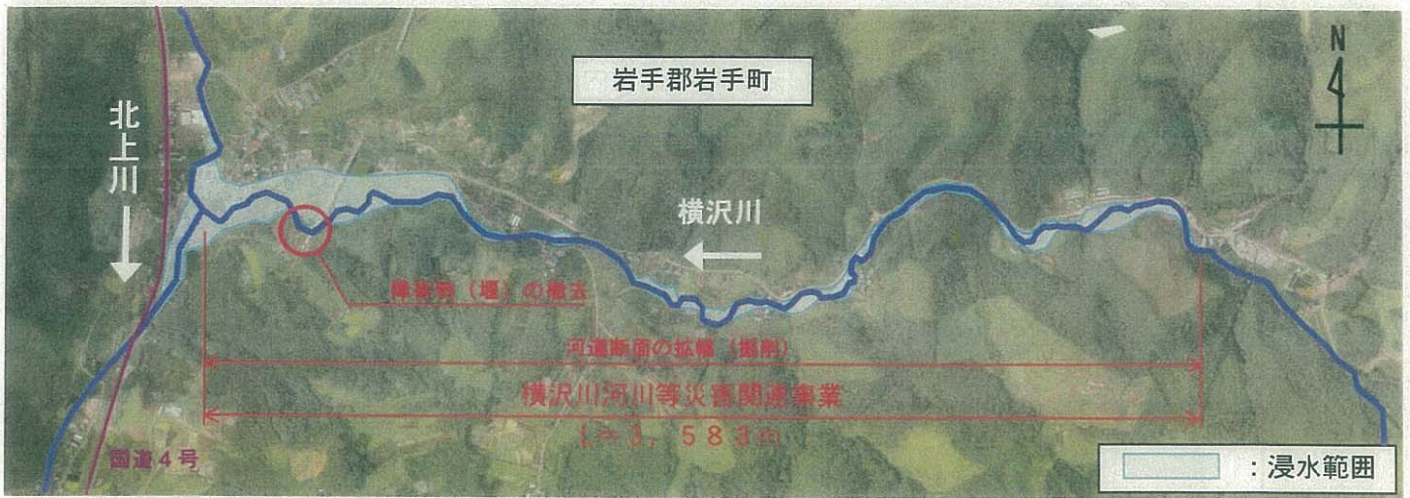 岩手郡岩手町
N
北上川
横沢川
障害物（堰）の撤去
河道断面の拡幅（掘削）
横沢川河川等災害関連事業
L＝3，583m
国道４号
：浸水範囲